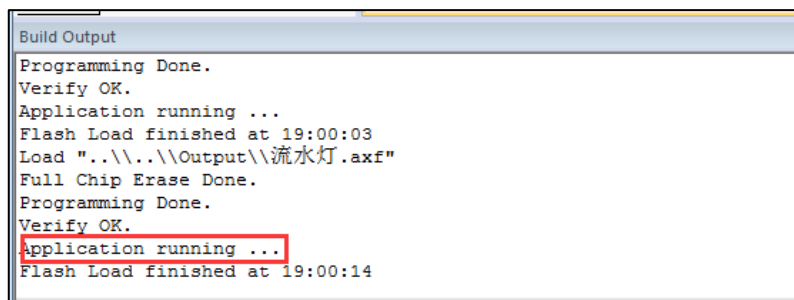 Build Output
Programming Done.
Verify OK.
Application running ...
Flash Load finished at 19:00:03
Load "..\\..\\Output\\流水灯.axf"
Full Chip Erase Done.
Programming Done.
Verify OK.
Application running ...
Flash Load finished at 19:00:14